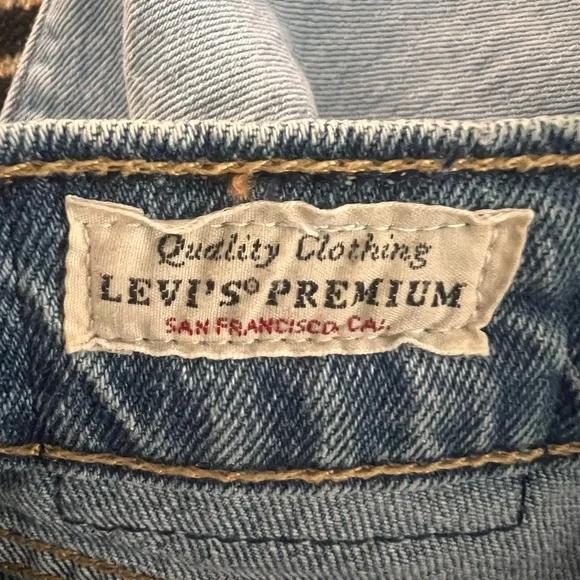 Quality Clothing
LEVI'S® PREMIUM
SAN FRANCISCO, CAL.